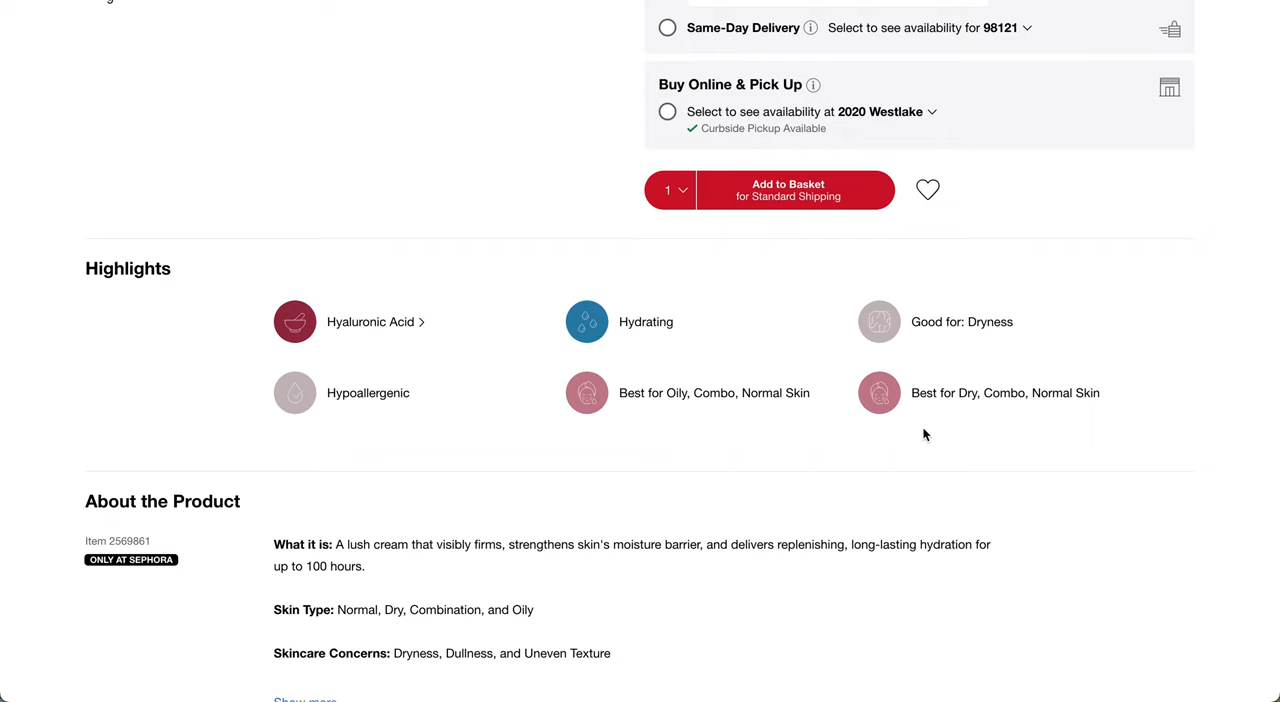 Same-Day Delivery Select to see availability for 98121
Buy Online & Pick Up
Select to see availability at 2020 Westlake
Curbside Pickup Available
1
Add to Basket
for Standard Shipping
Highlights
Hyaluronic Acid
Hydrating
Good for: Dryness
Hypoallergenic
Best for Oily, Combo, Normal Skin
Best for Dry, Combo, Normal Skin
About the Product
Item 2569861
ONLY AT SEPHORA
What it is: A lush cream that visibly firms, strengthens skin's moisture barrier, and delivers replenishing, long-lasting hydration for
up to 100 hours.
Skin Type: Normal, Dry, Combination, and Oily
Skincare Concerns: Dryness, Dullness, and Uneven Texture
Show more